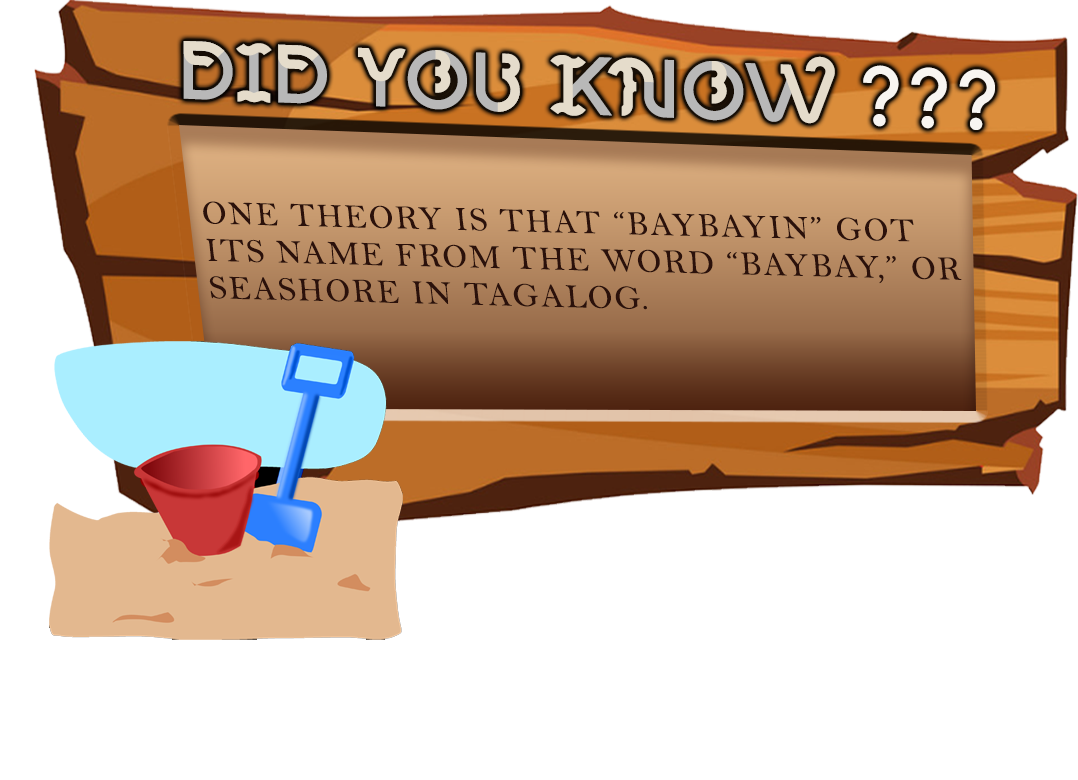 DID YOU KNOW ???
ONE THEORY IS THAT “BAYBAYIN” GOT
ITS NAME FROM THE WORD “BAYBAY,” OR
SEASHORE IN TAGALOG.